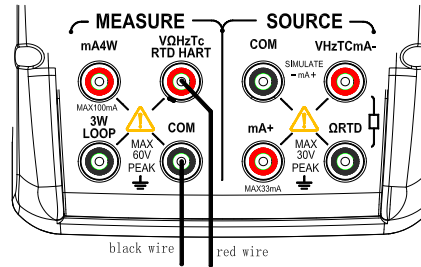 MEASURE
SOURCE
mA4W
VΩHzTc
RTD HART
COM
VHzTCmA-
SIMULATE
- mA +
MAX100mA
3W
LOOP
COM
MAX
60V
PEAK
mA+
ΩRTD
MAX
30V
PEAK
MAX33mA
black wire
red wire